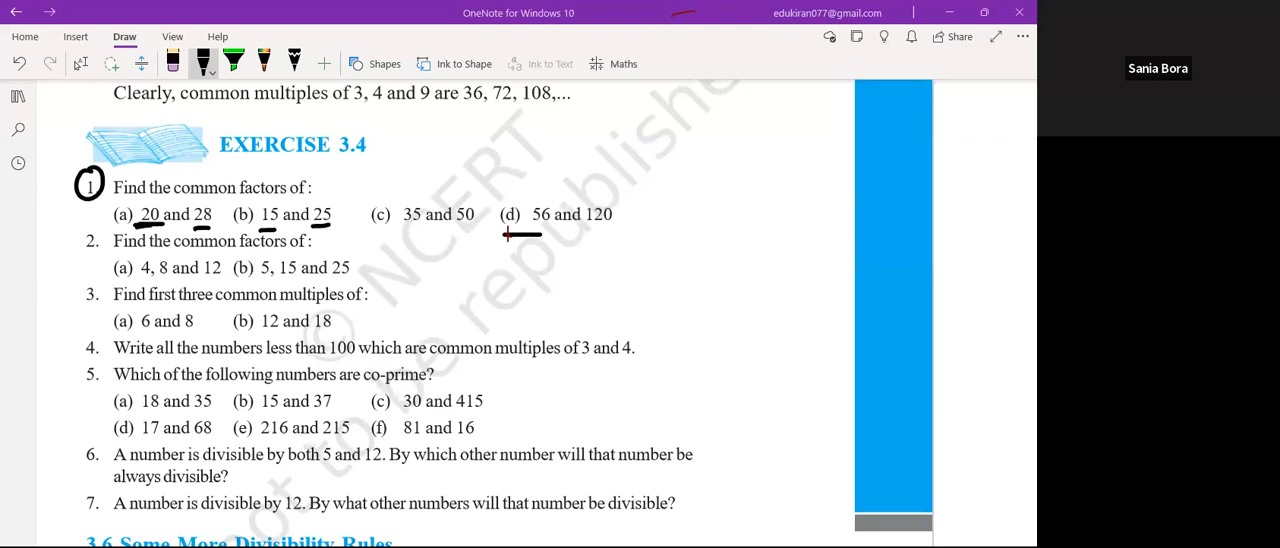 OneNote for Windows 10
edukiran077@gmail.com
Home Insert Draw View Help
Share
Shapes Ink to Shape Ink to Text Maths
Sania Bora
Clearly, common multiples of 3, 4 and 9 are 36, 72, 108,...
EXERCISE 3.4
1 Find the common factors of :
(a) 20 and 28 (b) 15 and 25 (c) 35 and 50 (d) 56 and 120
2. Find the common factors of :
(a) 4, 8 and 12 (b) 5, 15 and 25
3. Find first three common multiples of :
(a) 6 and 8 (b) 12 and 18
4. Write all the numbers less than 100 which are common multiples of 3 and 4.
5. Which of the following numbers are co-prime?
(a) 18 and 35 (b) 15 and 37 (c) 30 and 415
(d) 17 and 68 (e) 216 and 215 (f) 81 and 16
6. A number is divisible by both 5 and 12. By which other number will that number be
always divisible?
7. A number is divisible by 12. By what other numbers will that number be divisible?
3.6 Some More Divisibility Rules
© NCERT
not to be republished